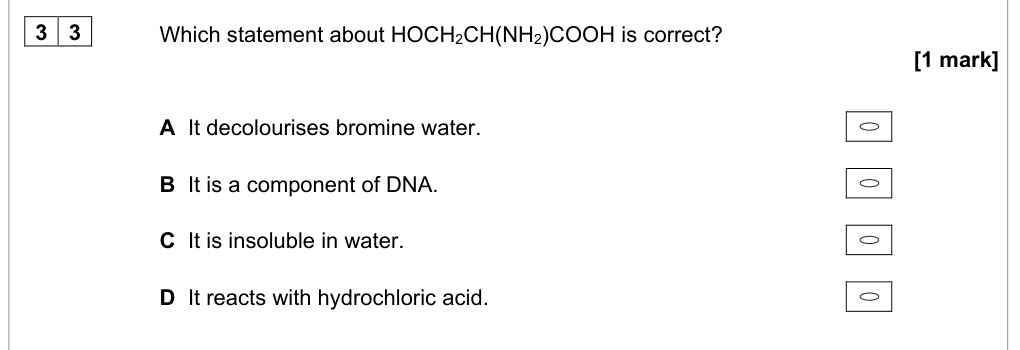 3 3 Which statement about HOCH₂CH(NH₂)COOH is correct?
[1 mark]
A It decolourises bromine water.
B It is a component of DNA.
C It is insoluble in water.
D It reacts with hydrochloric acid.